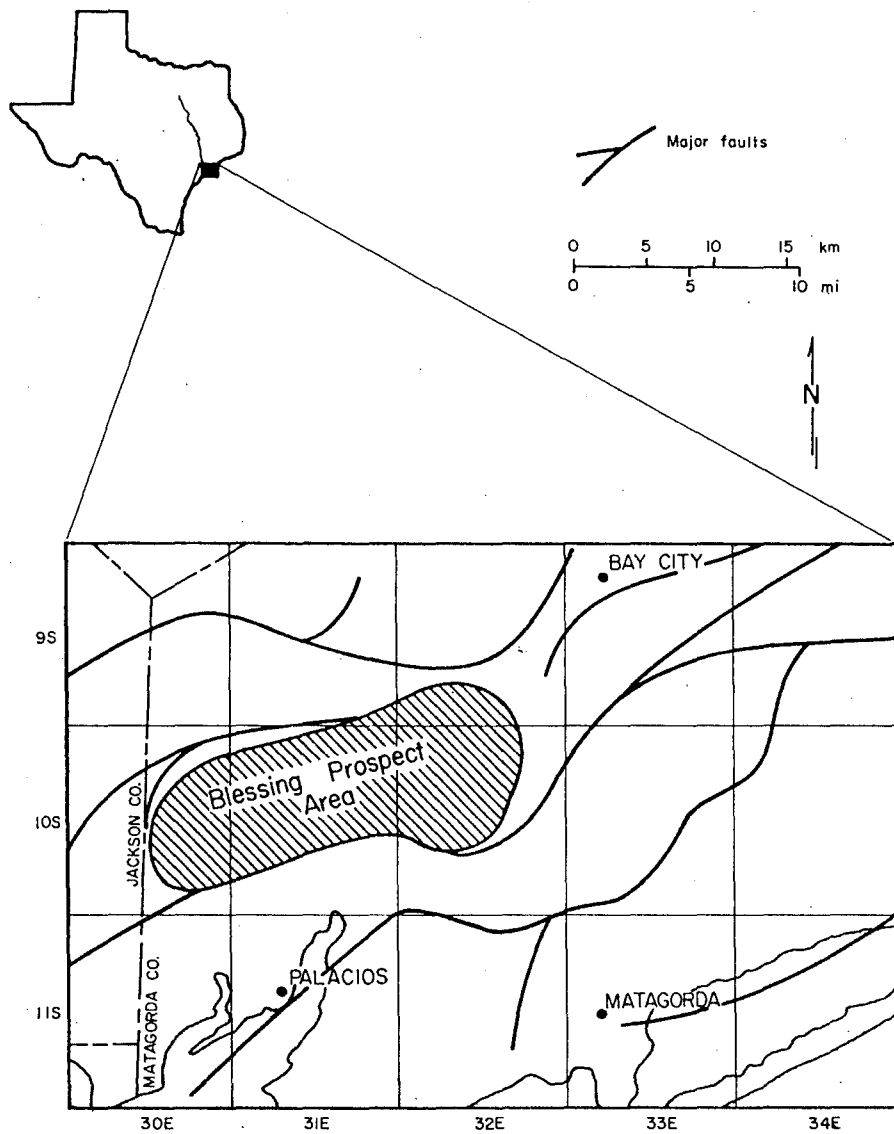 Major faults
0 5 10 15 km
0 5 10 mi
N
BAY CITY
9S
Blessing Prospect
Area
10S
JACKSON CO.
MATAGORDA CO.
PALACIOS
MATAGORDA
11S
30E 31E 32E 33E 34E